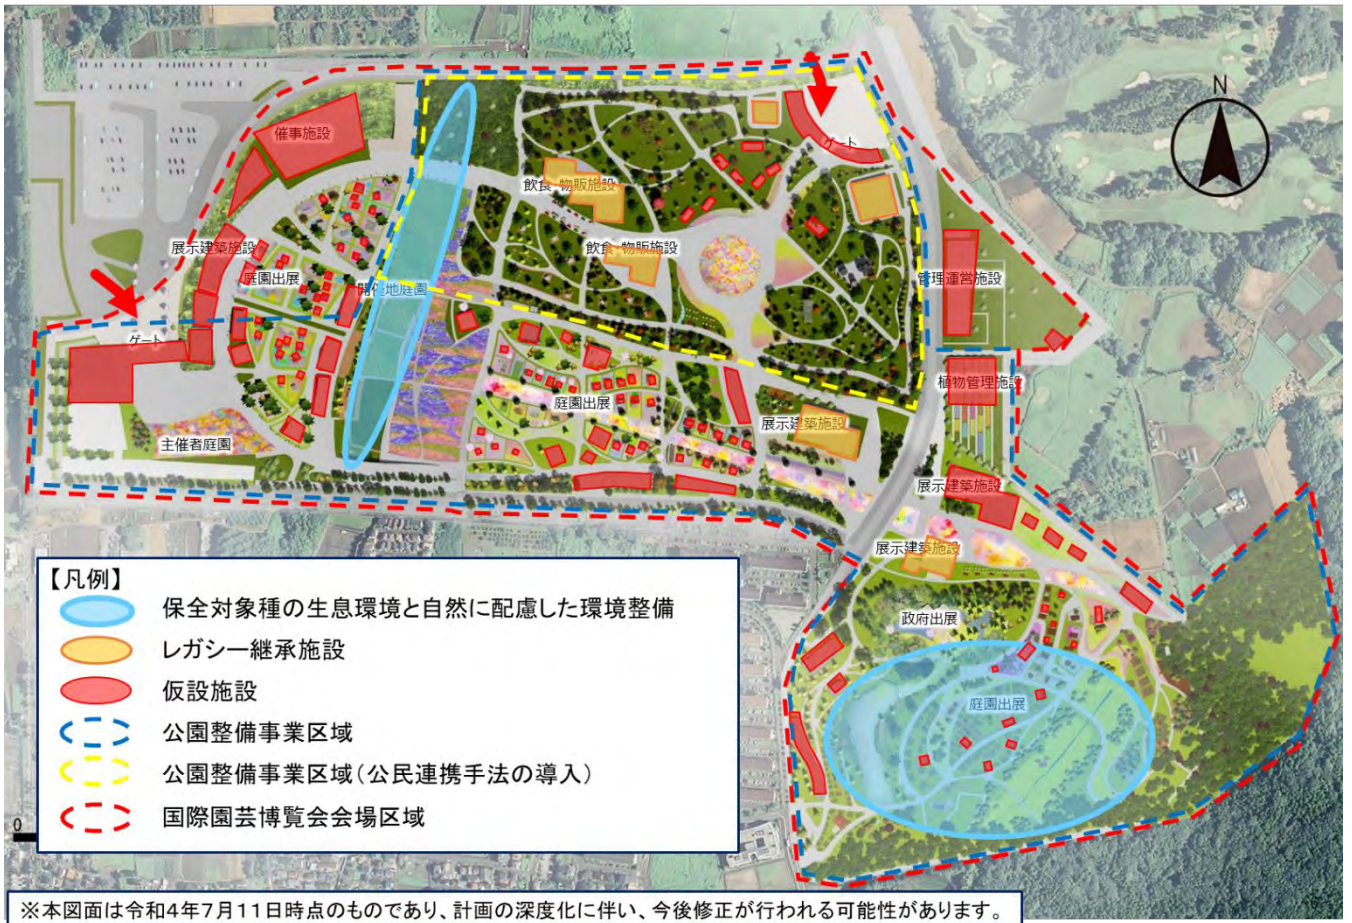 N
催事施設
ゲート
飲食・物販施設
展示建築施設
庭園出展
飲食・物販施設
管理運営施設
開催地庭園
ゲート
植物管理施設
庭園出展
展示建築施設
主催者庭園
展示建築施設
展示建築施設
政府出展
庭園出展
【凡例】
保全対象種の生息環境と自然に配慮した環境整備
レガシー継承施設
仮設施設
公園整備事業区域
公園整備事業区域(公民連携手法の導入)
国際園芸博覧会会場区域
0
※本図面は令和4年7月11日時点のものであり、計画の深度化に伴い、今後修正が行われる可能性があります。